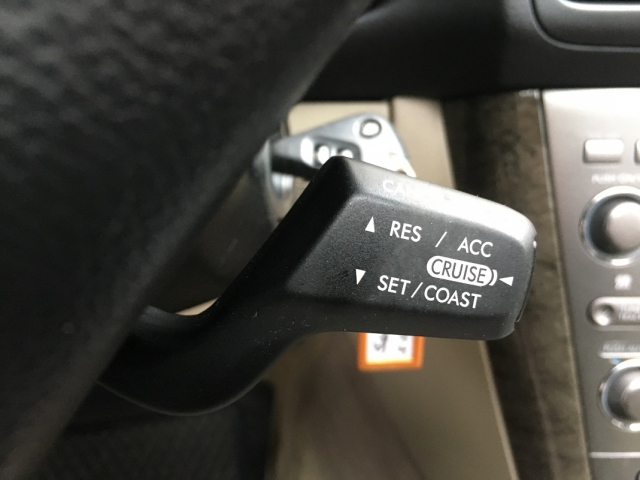 ▲ RES / ACC
CRUISE
▼ SET / COAST